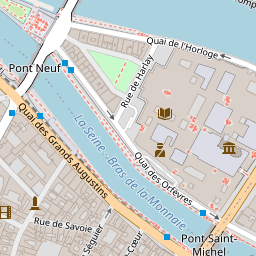 Quai de l'Horloge
Rue de Harlay
Pont Neuf
Quai des Grands Augustins
La Seine - Bras de la Monnaie
Quai des Orfèvres
Rue de Savoie
Séguier
Cœur
Pont Saint-
Michel